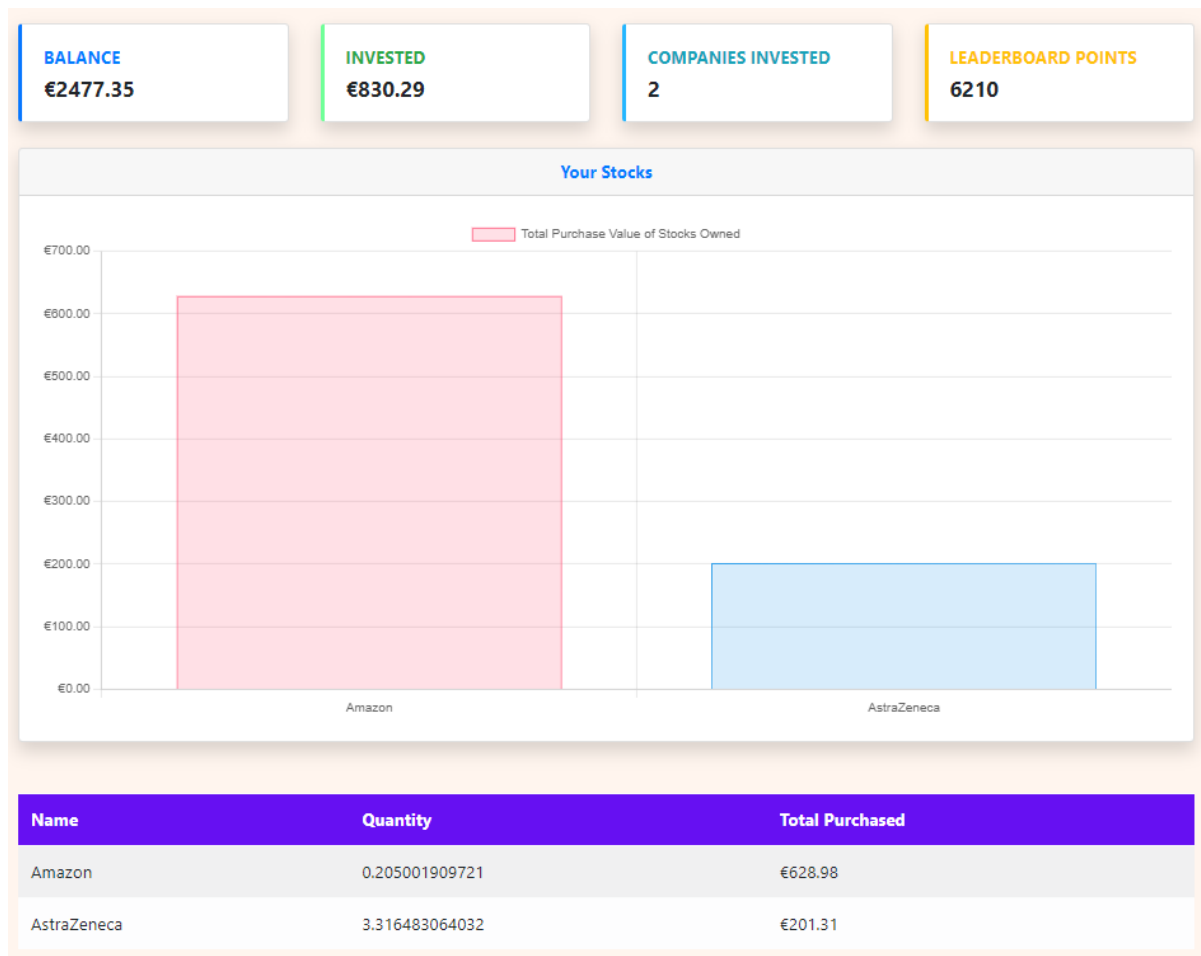 BALANCE
€2477.35
INVESTED
€830.29
COMPANIES INVESTED
2
LEADERBOARD POINTS
6210
Your Stocks
Total Purchase Value of Stocks Owned
€700.00
€600.00
€500.00
€400.00
€300.00
€200.00
€100.00
€0.00
Amazon AstraZeneca
Name Quantity Total Purchased
Amazon 0.205001909721 €628.98
AstraZeneca 3.316483064032 €201.31